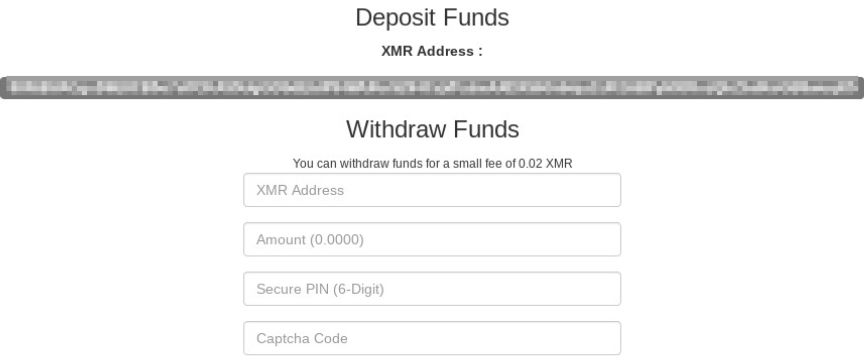 Deposit Funds
XMR Address :
Withdraw Funds
You can withdraw funds for a small fee of 0.02 XMR
XMR Address
Amount (0.0000)
Secure PIN (6-Digit)
Captcha Code